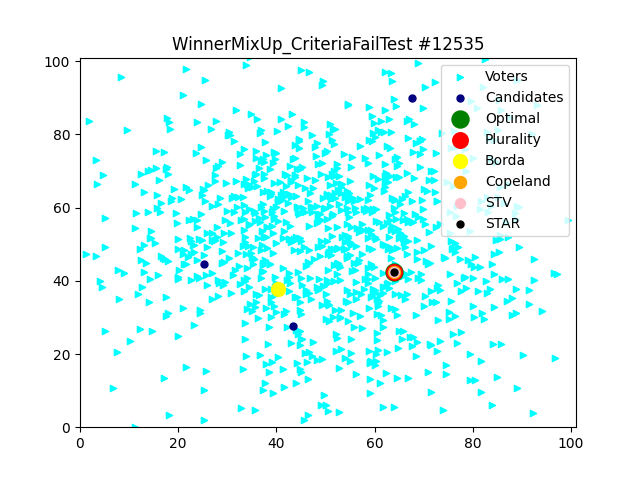 WinnerMixUp_CriteriaFailTest #12535
100
80
60
40
20
0
0 20 40 60 80 100
Voters
Candidates
Optimal
Plurality
Borda
Copeland
STV
STAR